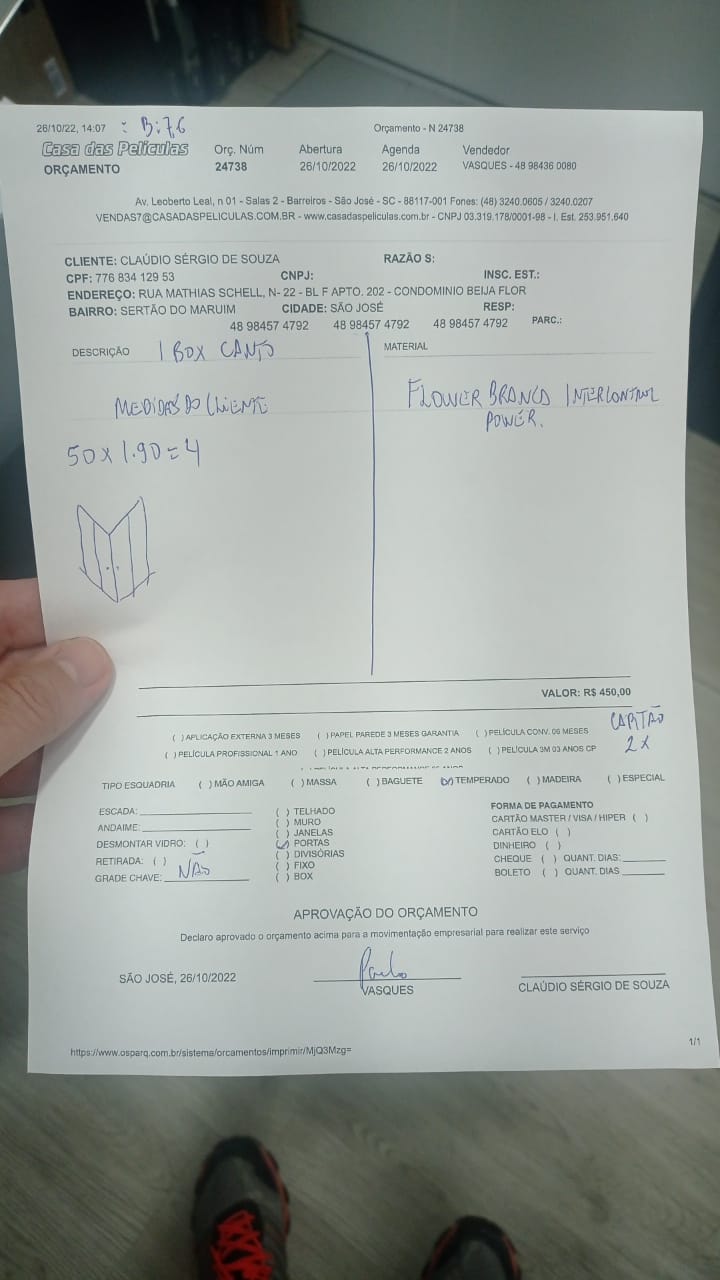 26/10/22, 14:07 : B:76 Orçamento - N 24738
Casa das Películas Orç. Núm Abertura Agenda Vendedor
ORÇAMENTO 24738 26/10/2022 26/10/2022 VASQUES - 48 98436 0080
Av. Leoberto Leal, n 01 - Salas 2 - Barreiros - São José - SC - 88117-001 Fones: (48) 3240.0605 / 3240.0207
VENDAS7@CASADASPELICULAS.COM.BR - www.casadaspeliculas.com.br - CNPJ 03.319.178/0001-98 - I. Est. 253.951.640
CLIENTE: CLAÚDIO SÉRGIO DE SOUZA RAZÃO S:
CPF: 776 834 129 53 CNPJ: INSC. EST.:
ENDEREÇO: RUA MATHIAS SCHELL, N- 22 - BL F APTO. 202 - CONDOMINIO BEIJA FLOR
BAIRRO: SERTÃO DO MARUIM CIDADE: SÃO JOSÉ RESP:
48 98457 4792 48 98457 4792 48 98457 4792 PARC.:
DESCRIÇÃO 1 BOX CANTO MATERIAL
MEDIDAS DO CLIENTE FLOWER BRANCO INTERCONTROL
POWER.
50 x 1.90 = 4
VALOR: R$ 450,00
( ) APLICAÇÃO EXTERNA 3 MESES ( ) PAPEL PAREDE 3 MESES GARANTIA ( ) PELÍCULA CONV. 06 MESES
( ) PELÍCULA PROFISSIONAL 1 ANO ( ) PELÍCULA ALTA PERFORMANCE 2 ANOS ( ) PELÍCULA 3M 03 ANOS CP
CARTÃO
2x
TIPO ESQUADRIA ( ) MÃO AMIGA ( ) MASSA ( ) BAGUETE (✓) TEMPERADO ( ) MADEIRA ( ) ESPECIAL
ESCADA: ( ) TELHADO FORMA DE PAGAMENTO
ANDAIME: ( ) MURO CARTÃO MASTER / VISA / HIPER ( )
DESMONTAR VIDRO: ( ) ( ) JANELAS CARTÃO ELO ( )
RETIRADA: ( ) (✓) PORTAS DINHEIRO ( )
GRADE CHAVE: NÃO ( ) DIVISÓRIAS CHEQUE ( ) QUANT. DIAS:
( ) FIXO BOLETO ( ) QUANT. DIAS
( ) BOX
APROVAÇÃO DO ORÇAMENTO
Declaro aprovado o orçamento acima para a movimentação empresarial para realizar este serviço
SÃO JOSÉ, 26/10/2022 Paulo
VASQUES CLAÚDIO SÉRGIO DE SOUZA
https://www.osparq.com.br/sistema/orcamentos/imprimir/MjQ3Mzg= 1/1